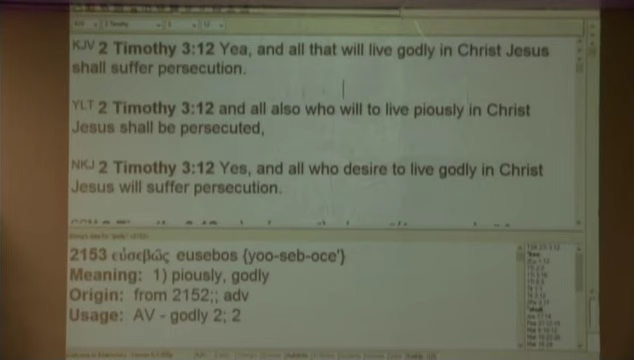 KJV 2 Timothy 3:12 Yea, and all that will live godly in Christ Jesus
shall suffer persecution.
YLT 2 Timothy 3:12 and all also who will to live piously in Christ
Jesus shall be persecuted,
NKJ 2 Timothy 3:12 Yes, and all who desire to live godly in Christ
Jesus will suffer persecution.
2153 εὐσεβῶς eusebos {yoo-seb-oce'}
Meaning: 1) piously, godly
Origin: from 2152;; adv
Usage: AV - godly 2; 2